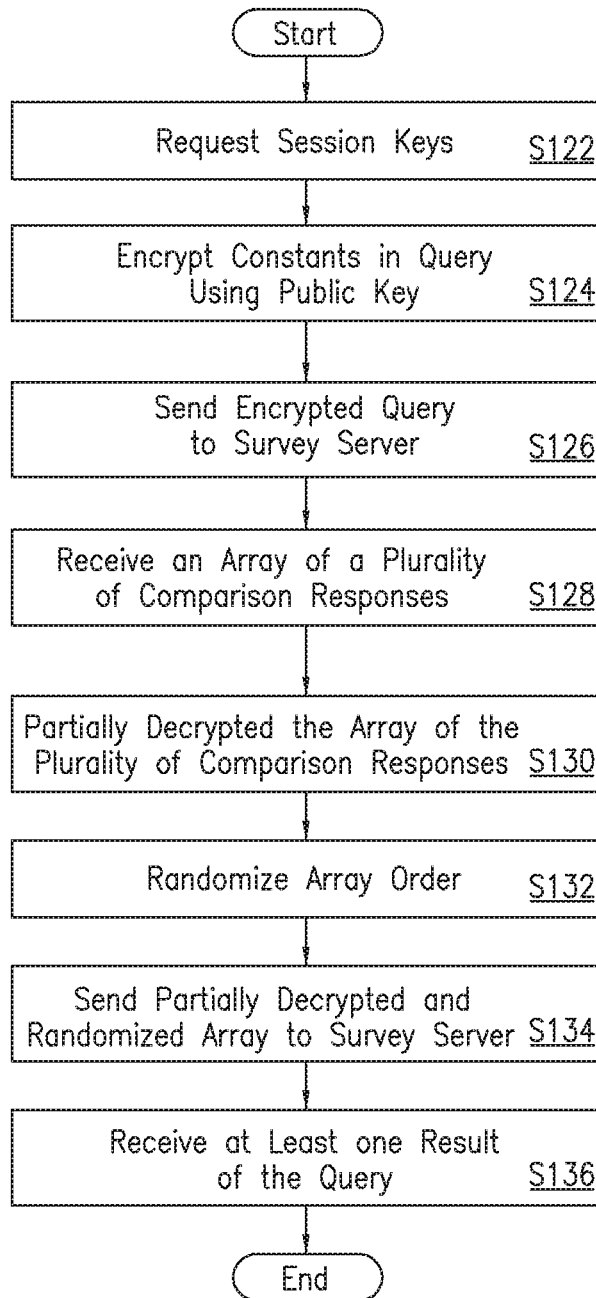 Start
Request Session Keys S122
Encrypt Constants in Query
Using Public Key S124
Send Encrypted Query
to Survey Server S126
Receive an Array of a Plurality
of Comparison Responses S128
Partially Decrypted the Array of the
Plurality of Comparison Responses S130
Randomize Array Order S132
Send Partially Decrypted and
Randomized Array to Survey Server S134
Receive at Least one Result
of the Query S136
End